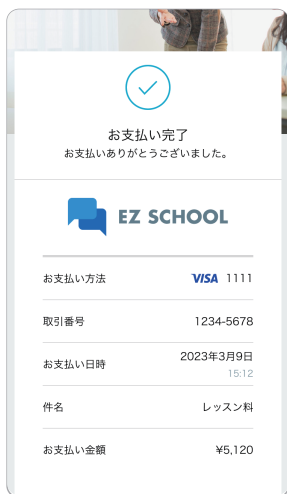 お支払い完了
お支払いありがとうございました。
EZ SCHOOL
お支払い方法 VISA 1111
取引番号 1234-5678
お支払い日時 2023年3月9日
15:12
件名 レッスン料
お支払い金額 ¥5,120